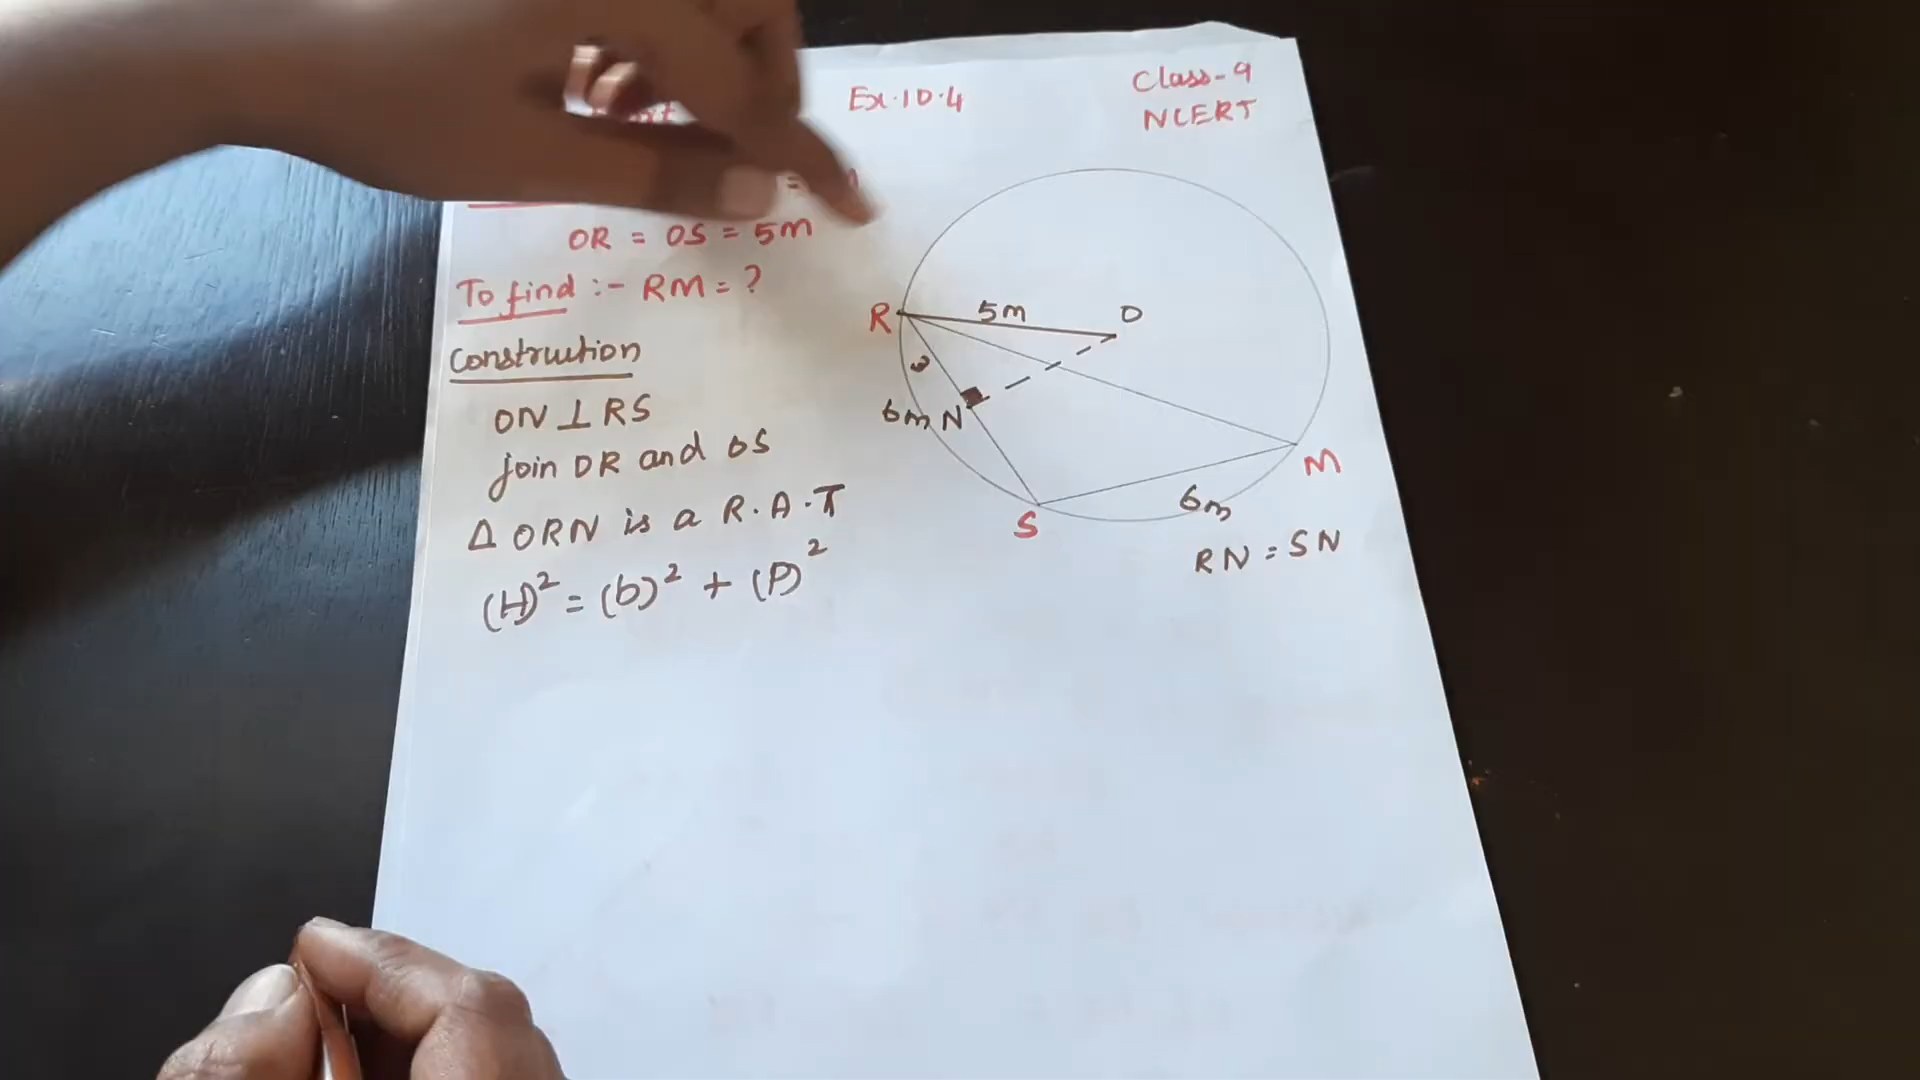 Ex.10.4
Class-9
NCERT
OR = OS = 5m
To find :- RM = ?
Construction
ON ⊥ RS
join OR and OS
Δ ORN is a R.A.T
(H)² = (b)² + (P)²
R
5m
O
3
6m N
S
6m
M
RN = SN